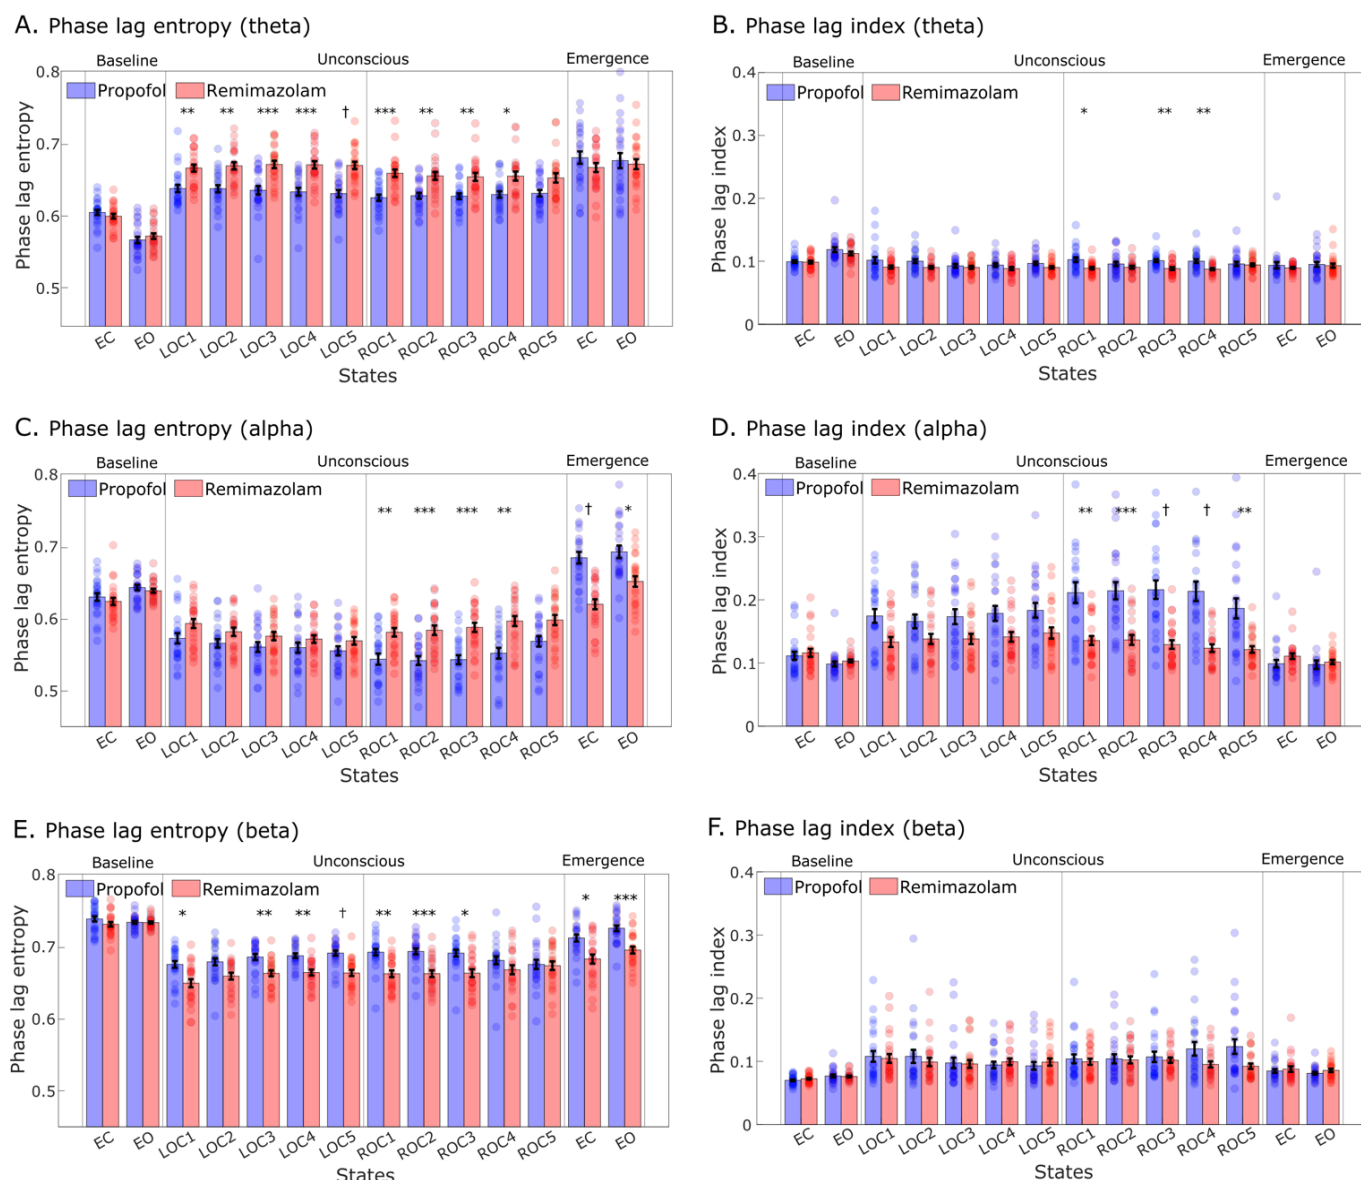 A. Phase lag entropy (theta)
Baseline Unconscious Emergence
Propofol Remimazolam
0.8
0.7
0.6
0.5
Phase lag entropy
** ** *** *** † *** ** ** *
EC EO LOC1 LOC2 LOC3 LOC4 LOC5 ROC1 ROC2 ROC3 ROC4 ROC5 EC EO
States
B. Phase lag index (theta)
Baseline Unconscious Emergence
Propofol Remimazolam
0.4
0.3
0.2
0.1
0
Phase lag index
* ** **
EC EO LOC1 LOC2 LOC3 LOC4 LOC5 ROC1 ROC2 ROC3 ROC4 ROC5 EC EO
States
C. Phase lag entropy (alpha)
Baseline Unconscious Emergence
Propofol Remimazolam
0.8
0.7
0.6
0.5
Phase lag entropy
** *** *** ** † *
EC EO LOC1 LOC2 LOC3 LOC4 LOC5 ROC1 ROC2 ROC3 ROC4 ROC5 EC EO
States
D. Phase lag index (alpha)
Baseline Unconscious Emergence
Propofol Remimazolam
0.4
0.3
0.2
0.1
0
Phase lag index
** *** † † **
EC EO LOC1 LOC2 LOC3 LOC4 LOC5 ROC1 ROC2 ROC3 ROC4 ROC5 EC EO
States
E. Phase lag entropy (beta)
Baseline Unconscious Emergence
Propofol Remimazolam
0.8
0.7
0.6
0.5
Phase lag entropy
* ** ** † ** *** * * ***
EC EO LOC1 LOC2 LOC3 LOC4 LOC5 ROC1 ROC2 ROC3 ROC4 ROC5 EC EO
States
F. Phase lag index (beta)
Baseline Unconscious Emergence
Propofol Remimazolam
0.4
0.3
0.2
0.1
0
Phase lag index
EC EO LOC1 LOC2 LOC3 LOC4 LOC5 ROC1 ROC2 ROC3 ROC4 ROC5 EC EO
States